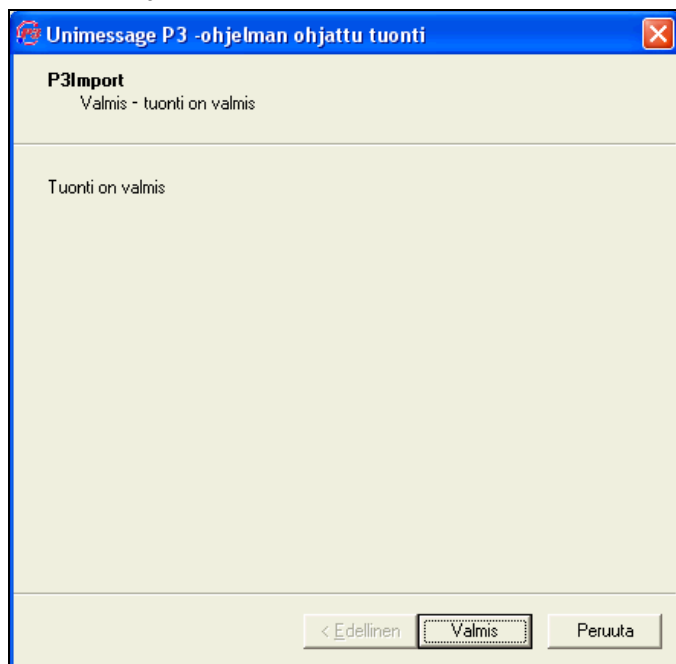 Unimessage P3 -ohjelman ohjattu tuonti
P3Import
Valmis - tuonti on valmis
Tuonti on valmis
< Edellinen Valmis Peruuta